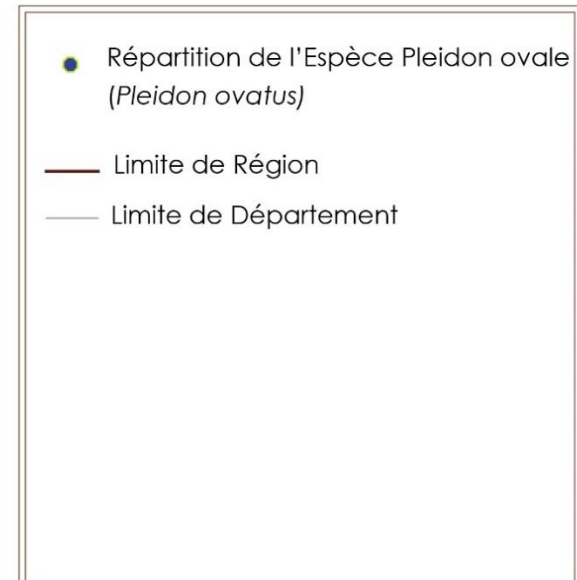 Répartition de l'Espèce Pleidon ovale
(Pleidon ovatus)
Limite de Région
Limite de Département